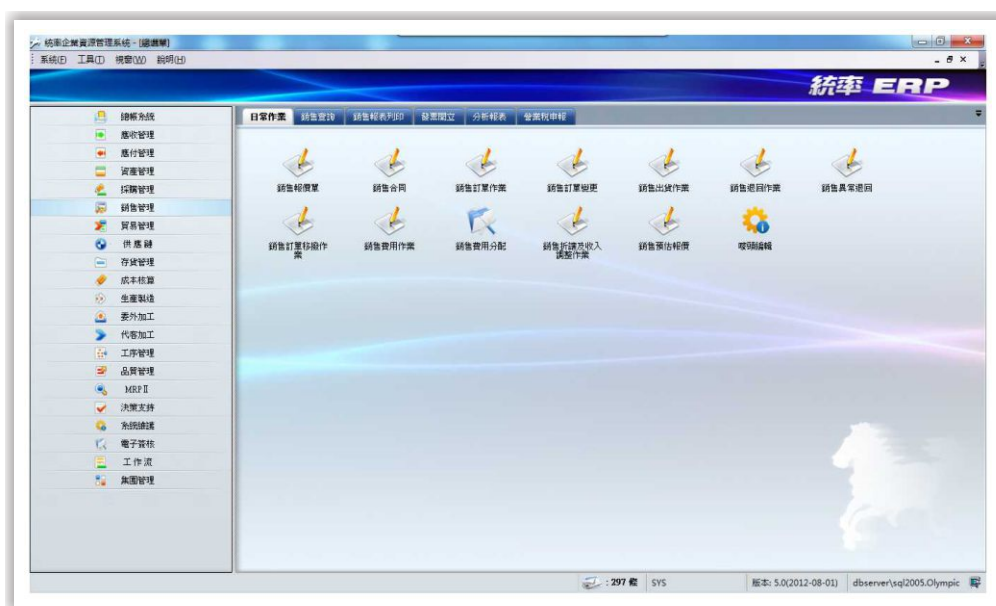 統率企業資源管理系統 - [總選單]
系統(F) 工具(T) 視窗(W) 說明(H)
統率 ERP
總帳系統
應收管理
應付管理
資產管理
採購管理
銷售管理
貿易管理
供應鏈
存貨管理
成本核算
生產製造
委外加工
代客加工
工序管理
品質管理
MRPⅡ
決策支持
系統維護
電子簽核
工作流
集團管理
日常作業 銷售查詢 銷售報表列印 發票開立 分析報表 營業稅申報
銷售報價單 銷售合同 銷售訂單作業 銷售訂單變更 銷售出貨作業 銷售退回作業 銷售異常退回
銷售訂單移撥作 銷售費用作業 銷售費用分配 銷售折讓及收入 銷售預估報價 嘜頭編輯
業 調整作業
: 297 SYS 版本: 5.0(2012-08-01) dbserver\sql2005.Olympic